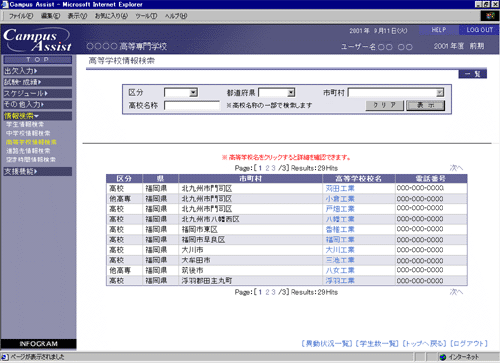 Campus Assist - Microsoft Internet Explorer
ファイル(F) 編集(E) 表示(V) お気に入り(A) ツール(T) ヘルプ(H)
Campus Assist
2001年 9月11日(火) HELP LOG OUT
○○○○高等専門学校 ユーザー名○○ ○○ 2001年度 前期
TOP
出欠入力
試験・成績
スケジュール
その他入力
情報検索
学生情報検索
中学校情報検索
高等学校情報検索
進路先情報検索
空き時間情報検索
支援機能
INFOGRAM
高等学校情報検索
一覧
区分 都道府県 市町村
高校名称 ※高校名称の一部で検索します クリア 表示
※高等学校名をクリックすると詳細を確認できます。
Page:[ 1 2 3 /3] Results:29Hits 次へ
区分 県 市町村 高等学校校名 電話番号
高校 福岡県 北九州市門司区 苅田工業 000-000-0000
他高専 福岡県 北九州市門司区 小倉工業 000-000-0000
高校 福岡県 北九州市門司区 戸畑工業 000-000-0000
高校 福岡県 北九州市八幡西区 八幡工業 000-000-0000
高校 福岡県 福岡市東区 香椎工業 000-000-0000
高校 福岡県 福岡市早良区 福岡工業 000-000-0000
高校 福岡県 大川市 大川工業 000-000-0000
高校 福岡県 大牟田市 三池工業 000-000-0000
他高専 福岡県 筑後市 八女工業 000-000-0000
高校 福岡県 浮羽郡田主丸町 浮羽工業 000-000-0000
Page:[ 1 2 3 /3] Results:29Hits 次へ
[異動状況一覧] [学生数一覧] [トップへ戻る] [ログアウト]
ページが表示されました インターネット